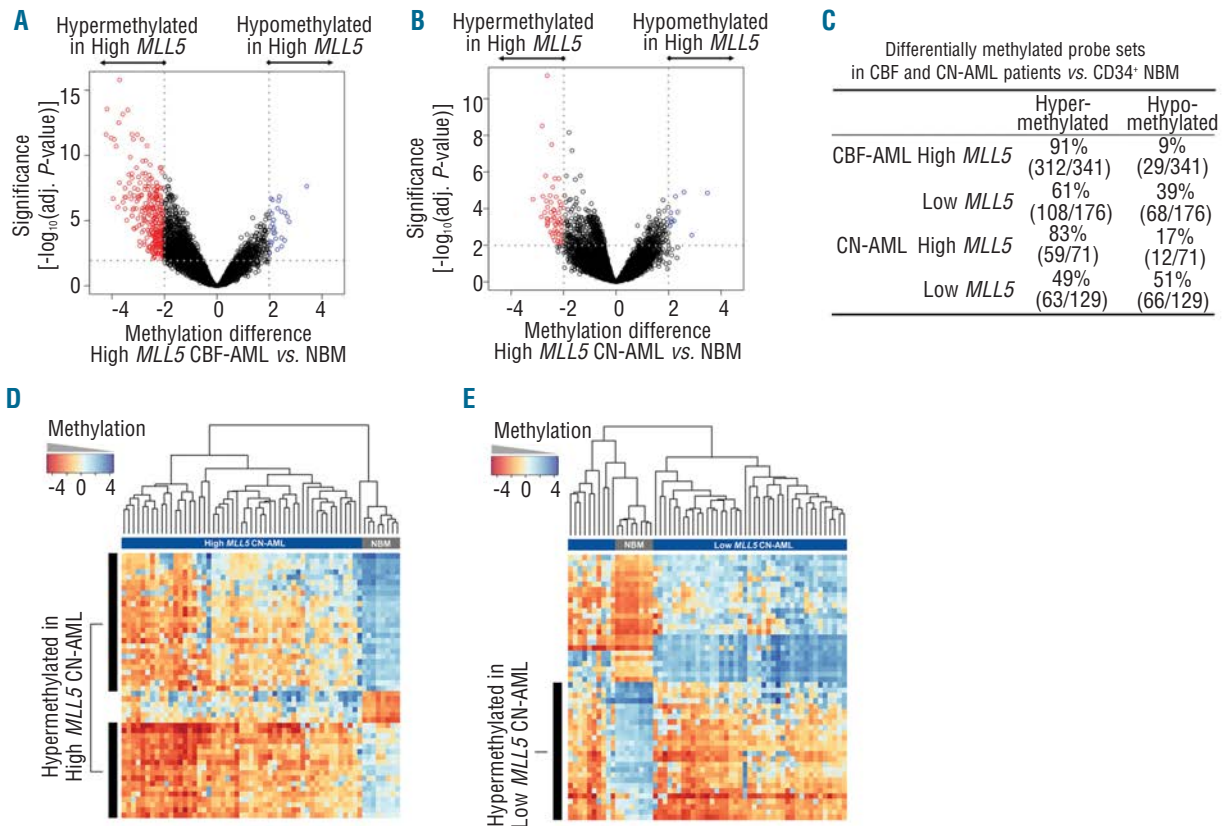 A
Hypermethylated
in High MLL5
Hypomethylated
in High MLL5
15
10
5
0
Significance
[-log10(adj. P-value)]
-4 -2 0 2 4
Methylation difference
High MLL5 CBF-AML vs. NBM
B
Hypermethylated
in High MLL5
Hypomethylated
in High MLL5
10
8
6
4
2
0
Significance
[-log10(adj. P-value)]
-4 -2 0 2 4
Methylation difference
High MLL5 CN-AML vs. NBM
C
Differentially methylated probe sets
in CBF and CN-AML patients vs. CD34+ NBM
Hyper- Hypo-
methylated methylated
CBF-AML High MLL5 91% 9%
(312/341) (29/341)
Low MLL5 61% 39%
(108/176) (68/176)
CN-AML High MLL5 83% 17%
(59/71) (12/71)
Low MLL5 49% 51%
(63/129) (66/129)
D
Methylation
-4 0 4
High MLL5 CN-AML NBM
Hypermethylated in
High MLL5 CN-AML
E
Methylation
-4 0 4
NBM Low MLL5 CN-AML
Hypermethylated in
Low MLL5 CN-AML